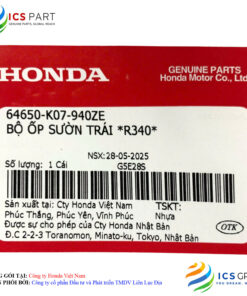 ICS PART
HONDA
GENUINE PARTS
Honda Motor Co., Ltd.
64650-K07-940ZE
BỘ ỐP SƯỜN TRÁI *R340*
NSX:28-05-2025
Số lượng: 1 Cái
G5E28S
Sản xuất tại: Cty Honda Việt Nam
TSKT:
Phúc Thắng, Phúc Yên, Vĩnh Phúc
Nhựa
Được sự cho phép của Cty Honda Nhật Bản
Đ.C 2-2-3 Toranomon, Minato-ku, Tokyo, Nhật Bản
OTK
ICS
GÓI TẠI: Công ty Honda Việt Nam
PHỐI BỞI: Công ty cổ phần Đầu tư và Phát triển TMDV Liên Lục Địa